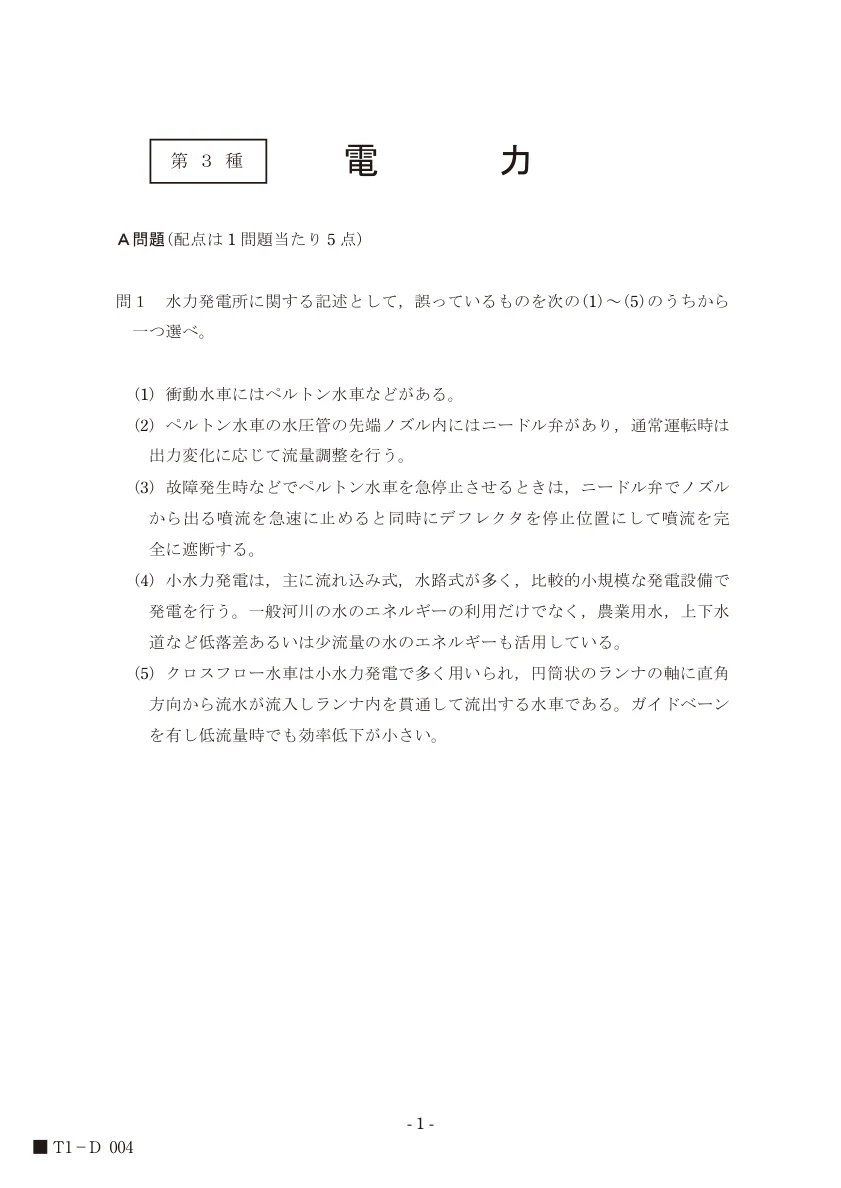 第 3 種
電 力
A問題(配点は1問題当たり5点)
問1 水力発電所に関する記述として，誤っているものを次の(1)～(5)のうちから
一つ選べ。
(1) 衝動水車にはペルトン水車などがある。
(2) ペルトン水車の水圧管の先端ノズル内にはニードル弁があり，通常運転時は
出力変化に応じて流量調整を行う。
(3) 故障発生時などでペルトン水車を急停止させるときは，ニードル弁でノズル
から出る噴流を急速に止めると同時にデフレクタを停止位置にして噴流を完
全に遮断する。
(4) 小水力発電は，主に流れ込み式，水路式が多く，比較的小規模な発電設備で
発電を行う。一般河川の水のエネルギーの利用だけでなく，農業用水，上下水
道など低落差あるいは少流量の水のエネルギーも活用している。
(5) クロスフロー水車は小水力発電で多く用いられ，円筒状のランナの軸に直角
方向から流水が流入しランナ内を貫通して流出する水車である。ガイドベーン
を有し低流量時でも効率低下が小さい。
- 1 -
■ T1－D 004